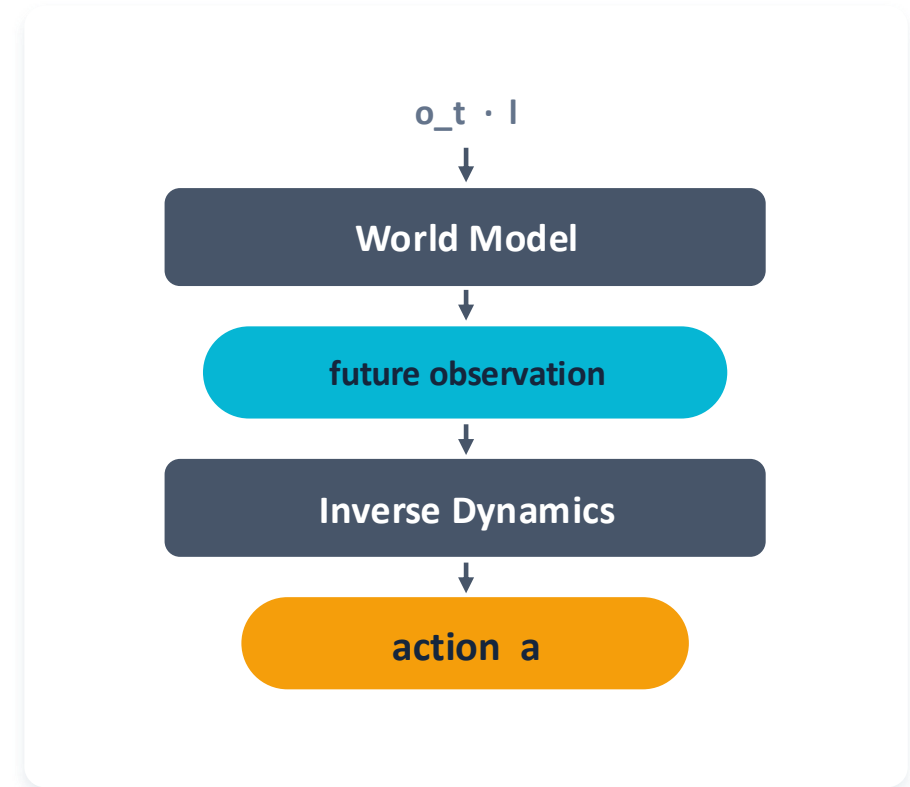 o_t · l
World Model
future observation
Inverse Dynamics
action a